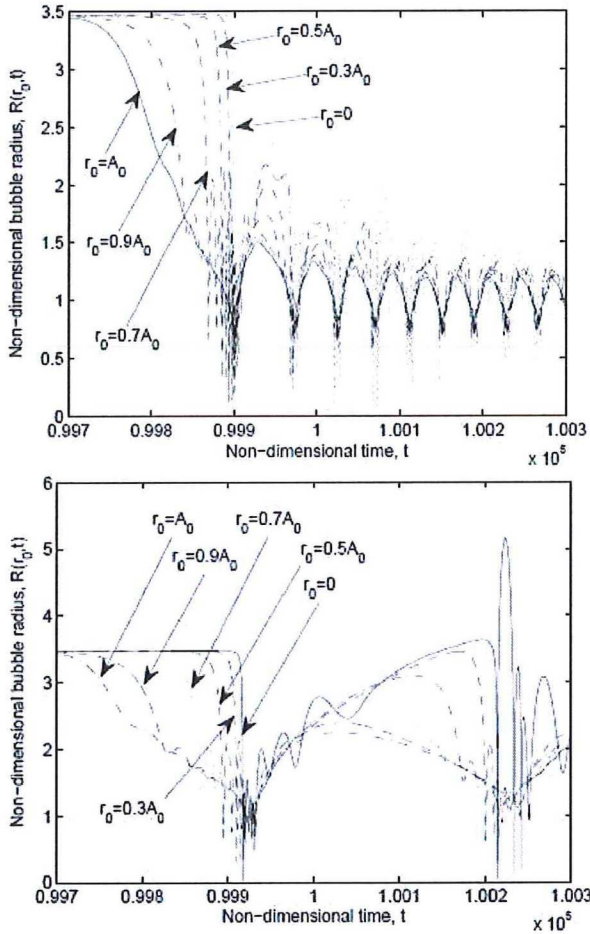 3.5
3
2.5
2
1.5
1
0.5
0
Non-dimensional bubble radius, R(r₀,t)
r₀=0.5A₀
r₀=0.3A₀
r₀=0
r₀=A₀
r₀=0.9A₀
r₀=0.7A₀
0.997 0.998 0.999 1 1.001 1.002 1.003
Non-dimensional time, t
x 10⁵
6
5
4
3
2
1
0
Non-dimensional bubble radius, R(r₀,t)
r₀=A₀
r₀=0.7A₀
r₀=0.9A₀
r₀=0.5A₀
r₀=0
r₀=0.3A₀
0.997 0.998 0.999 1 1.001 1.002 1.003
Non-dimensional time, t
x 10⁵